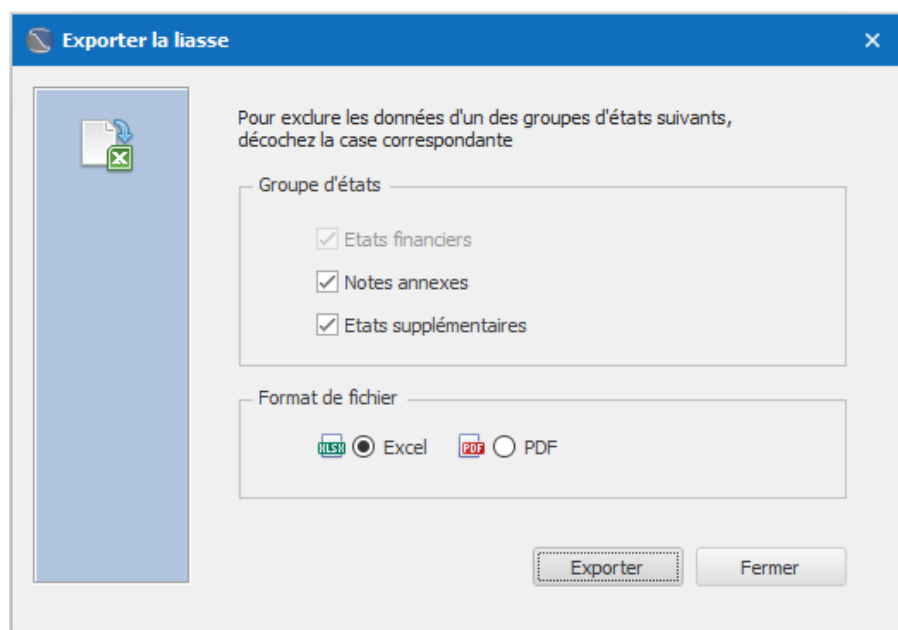 Exporter la liasse
Pour exclure les données d'un des groupes d'états suivants,
décochez la case correspondante
Groupe d'états
Etats financiers
Notes annexes
Etats supplémentaires
Format de fichier
XLSX Excel PDF PDF
Exporter Fermer